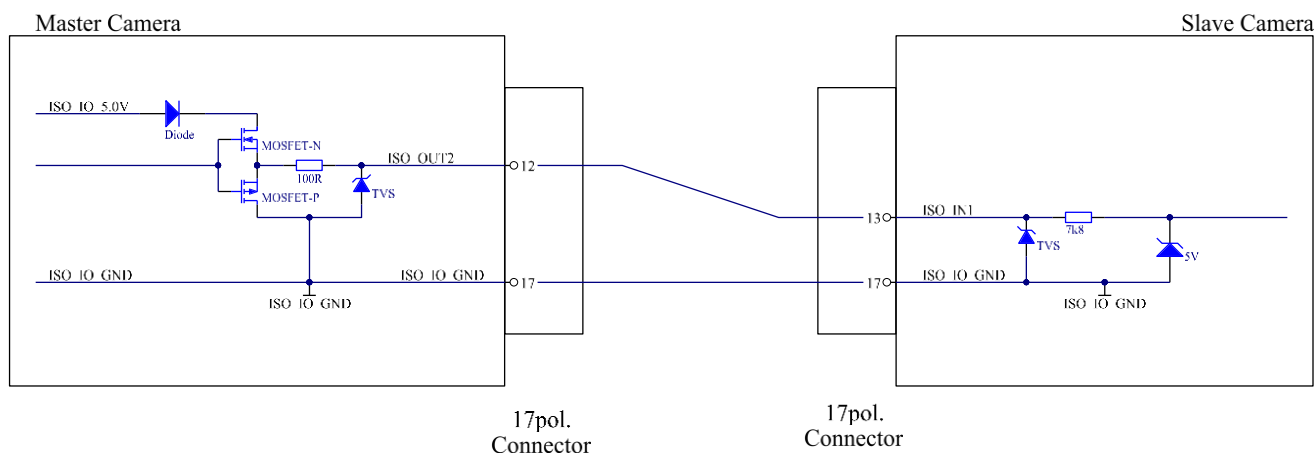 Master Camera
Slave Camera
ISO_IO_5.0V
Diode
MOSFET-N
ISO_OUT2
12
100R
MOSFET-P
TVS
13
ISO_IN1
7k8
TVS
5V
ISO_IO_GND
ISO_IO_GND
17
17
ISO_IO_GND
ISO_IO_GND
ISO_IO_GND
17pol.
Connector
17pol.
Connector